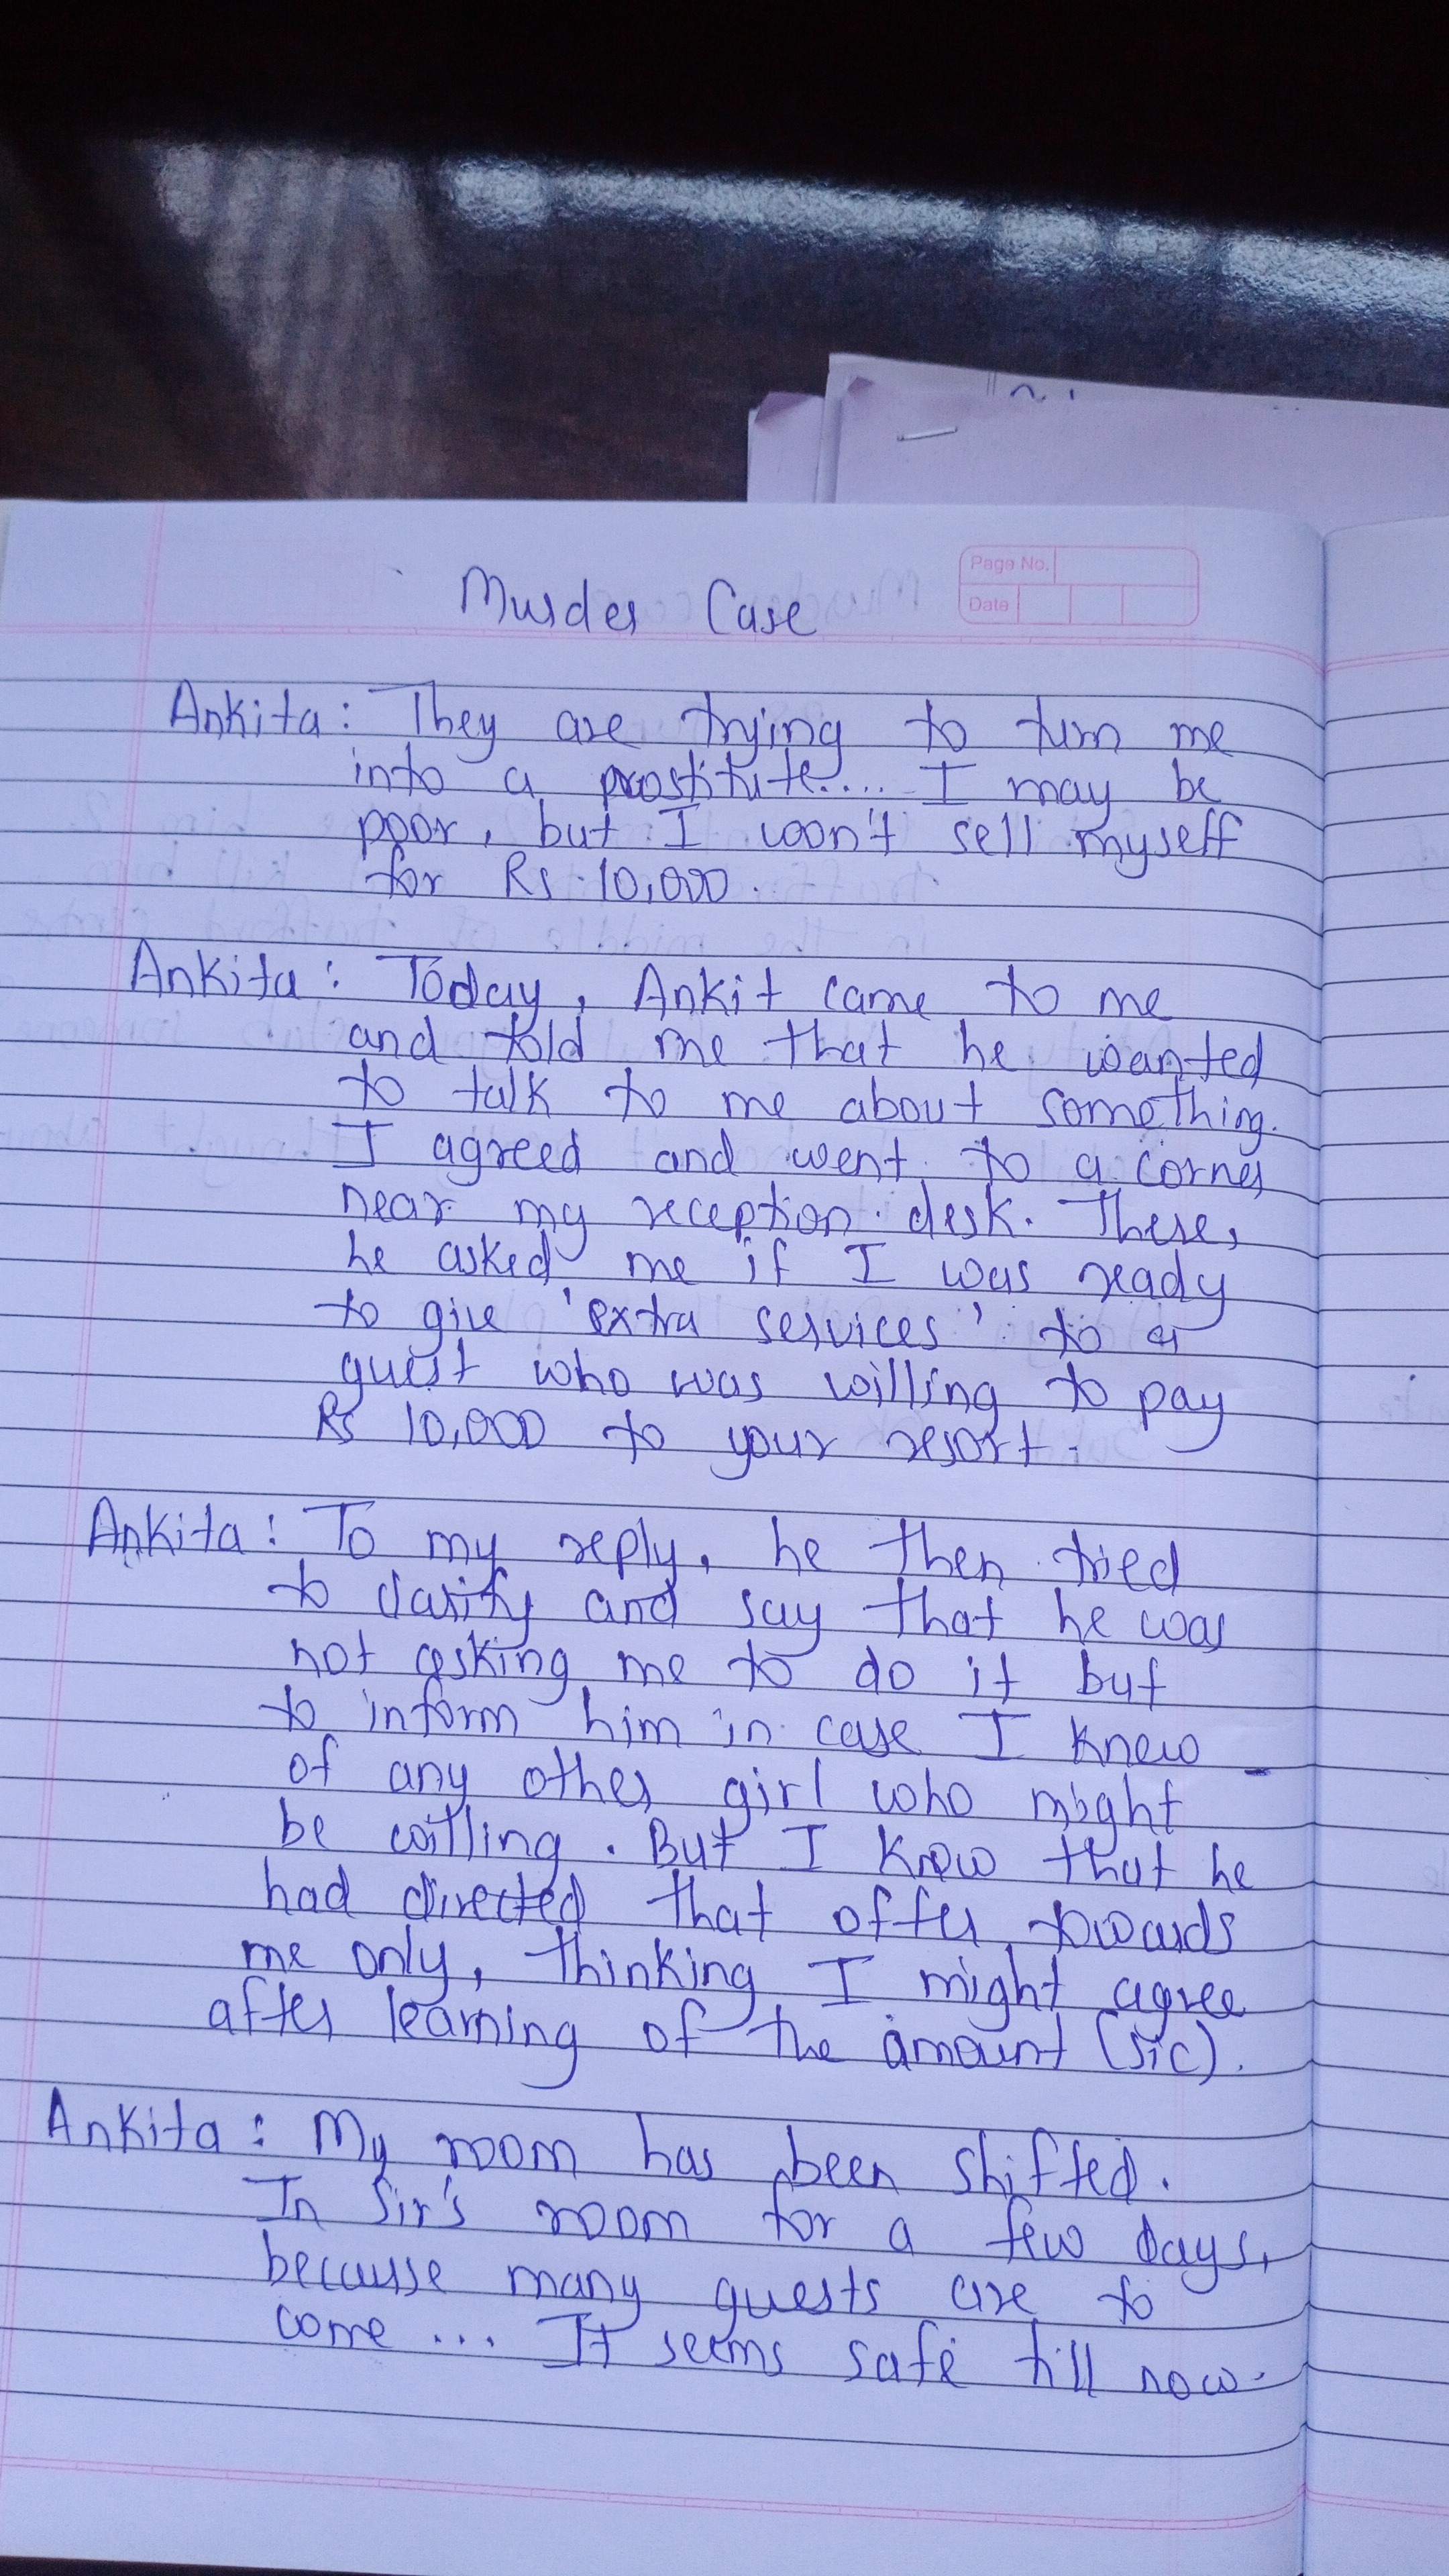 Murder Case
Page No.
Date
Ankita : They are trying to turn me
into a prostitute.... I may be
poor, but I won't sell myself
for Rs. 10,000.
Ankita : Today, Ankit came to me
and told me that he wanted
to talk to me about something.
I agreed and went to a corner
near my reception desk. There,
he asked me if I was ready
to give 'extra services' to a
guest who was willing to pay
Rs 10,000 to your resort.
Ankita : To my reply, he then tried
to clarify and say that he was
not asking me to do it but
to inform him in case I knew
of any other girl who might
be willing. But I know that he
had directed that offer towards
me only, thinking I might agree
after learning of the amount (sic).
Ankita : My room has been shifted.
In Sir's room for a few days,
because many guests are to
come ... It seems safe till now.